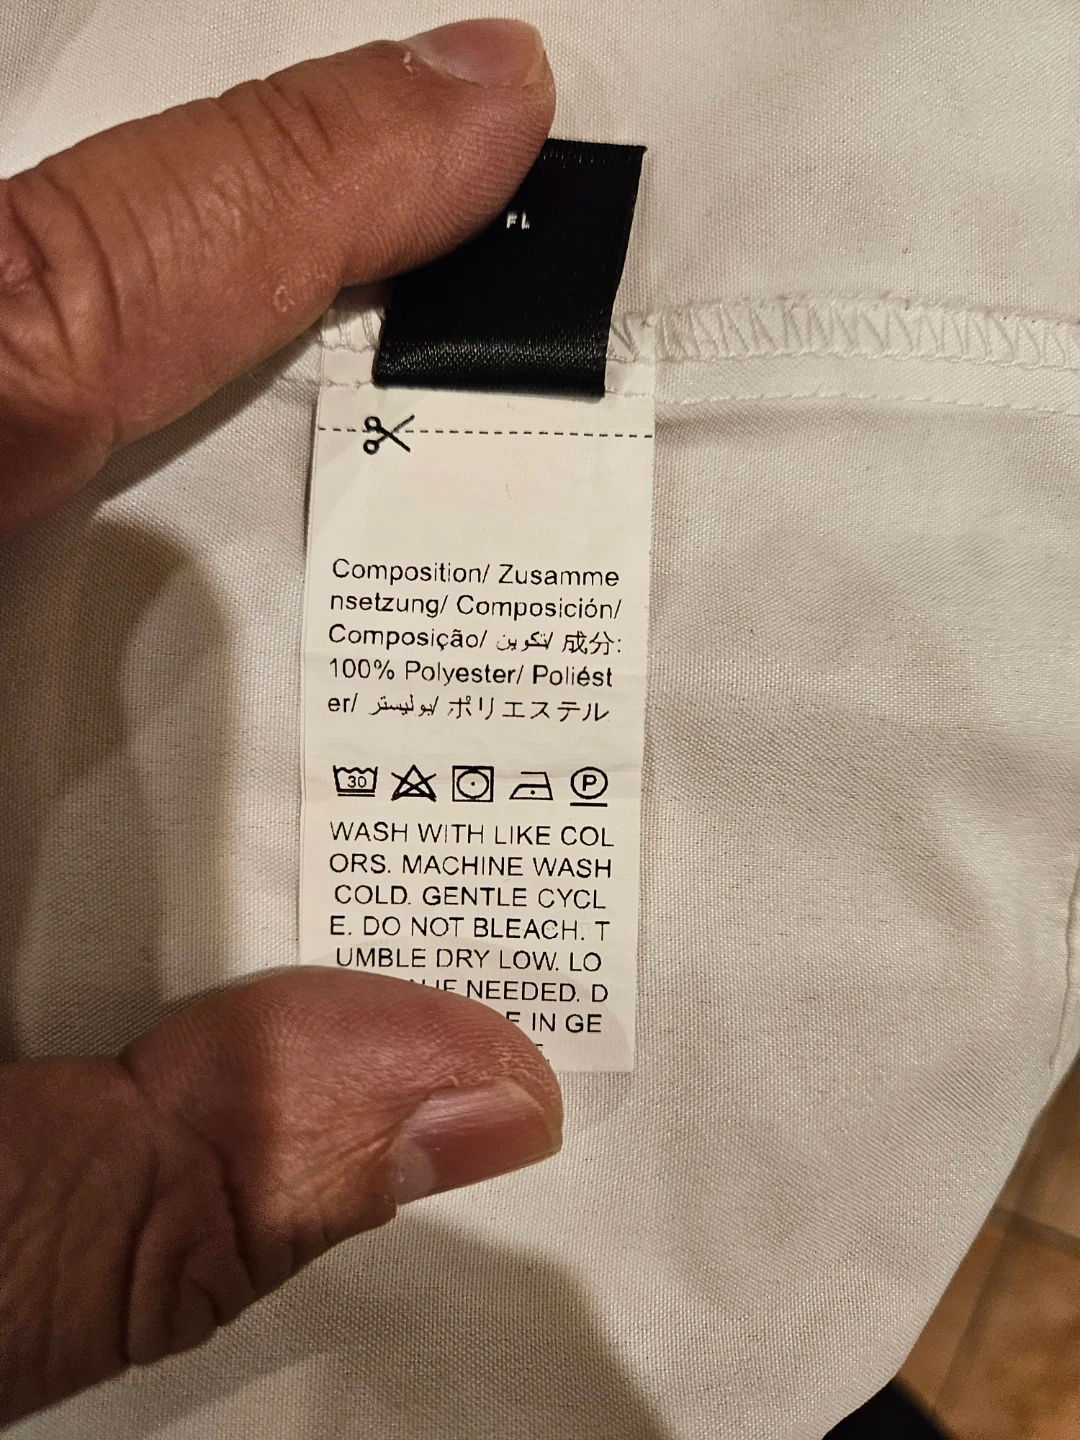 FL
Composition/ Zusamme
nsetzung/ Composición/
Composição/ تكوين/ 成分:
100% Polyester/ Poliést
er/ بوليستر/ ポリエステル
30 P
WASH WITH LIKE COL
ORS. MACHINE WASH
COLD. GENTLE CYCL
E. DO NOT BLEACH. T
UMBLE DRY LOW. LO
NEEDED. D
IN GE